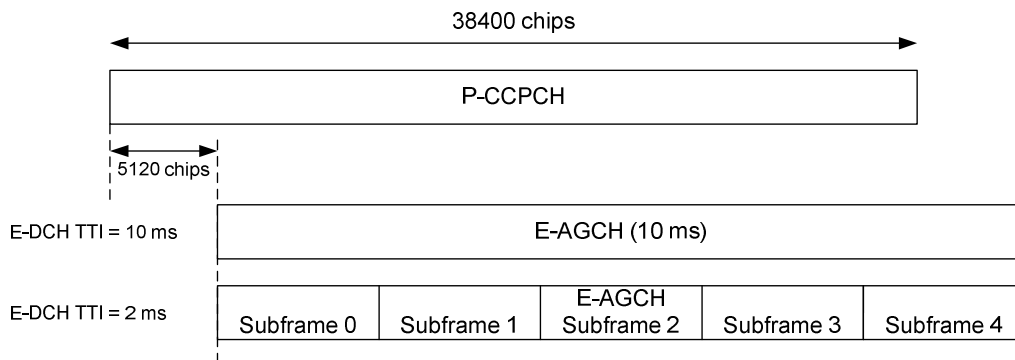 38400 chips
P-CCPCH
5120 chips
E-DCH TTI = 10 ms
E-AGCH (10 ms)
E-DCH TTI = 2 ms
Subframe 0
Subframe 1
E-AGCH
Subframe 2
Subframe 3
Subframe 4